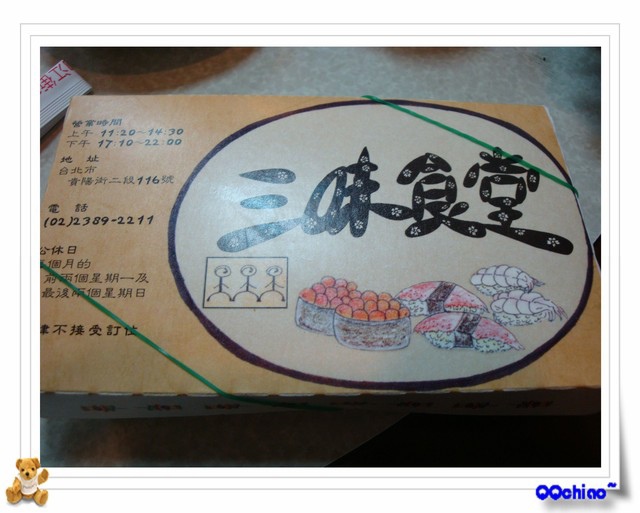 營業時間
上午 11:20~14:30
下午 17:10~22:00
地 址
台北市
貴陽街二段116號
電 話
(02)2389-2211
公休日
個月的
前兩個星期一及
最後兩個星期日
不接受訂位
三味食堂
江街
QQchiao~